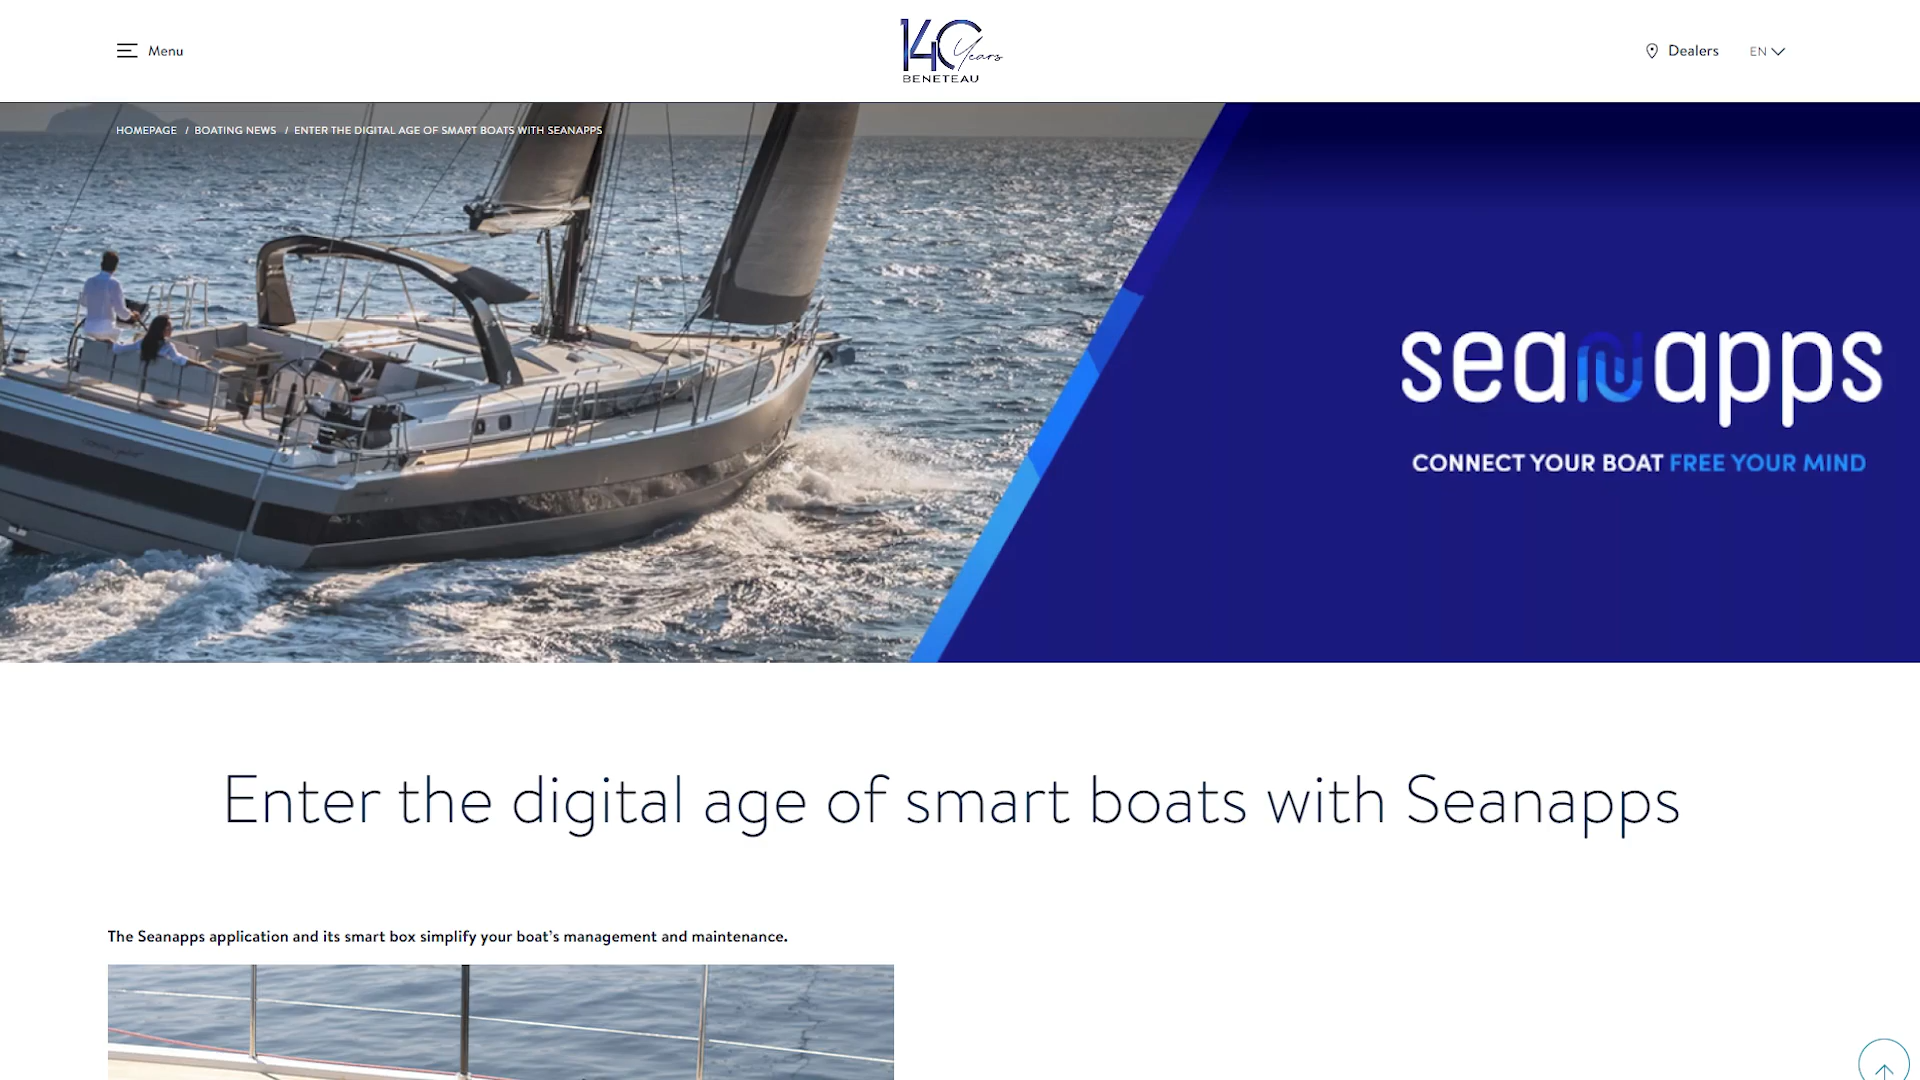 Menu
140 Years
BENETEAU
Dealers
EN
HOMEPAGE / BOATING NEWS / ENTER THE DIGITAL AGE OF SMART BOATS WITH SEANAPPS
seanapps
CONNECT YOUR BOAT FREE YOUR MIND
Enter the digital age of smart boats with Seanapps
The Seanapps application and its smart box simplify your boat’s management and maintenance.